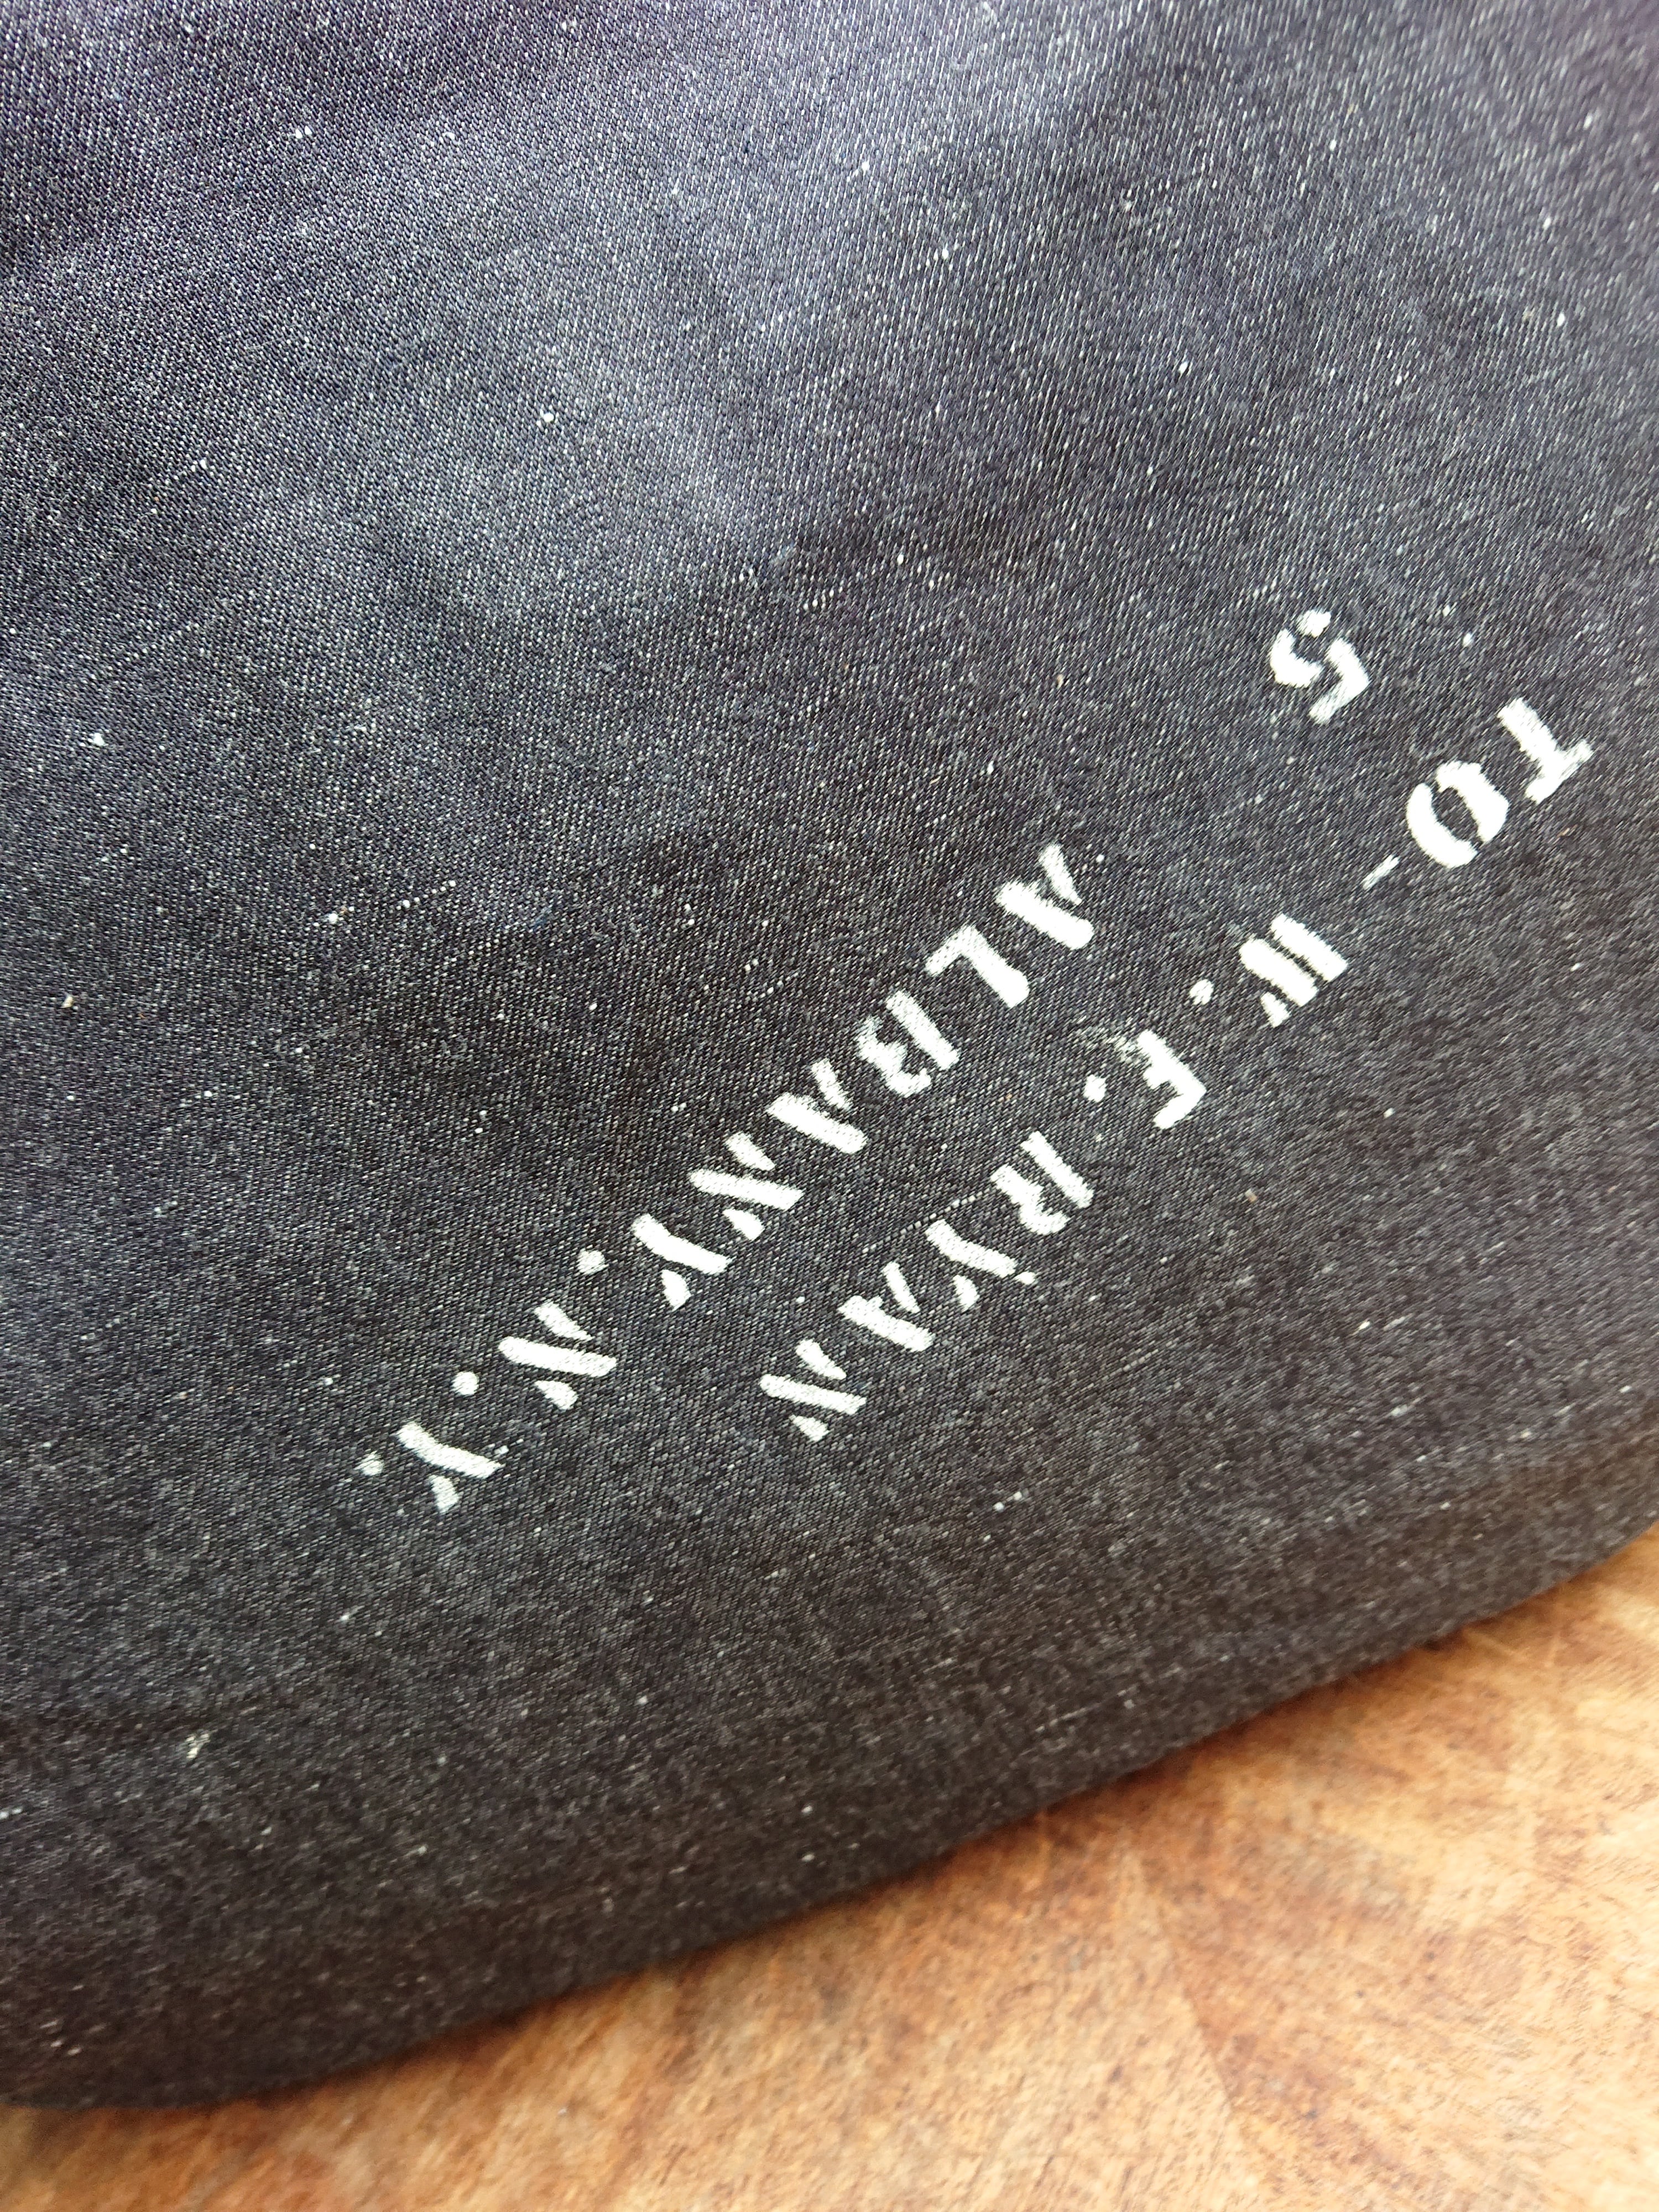 TO- W. F. RYAN
5 ALBANY. N.Y.